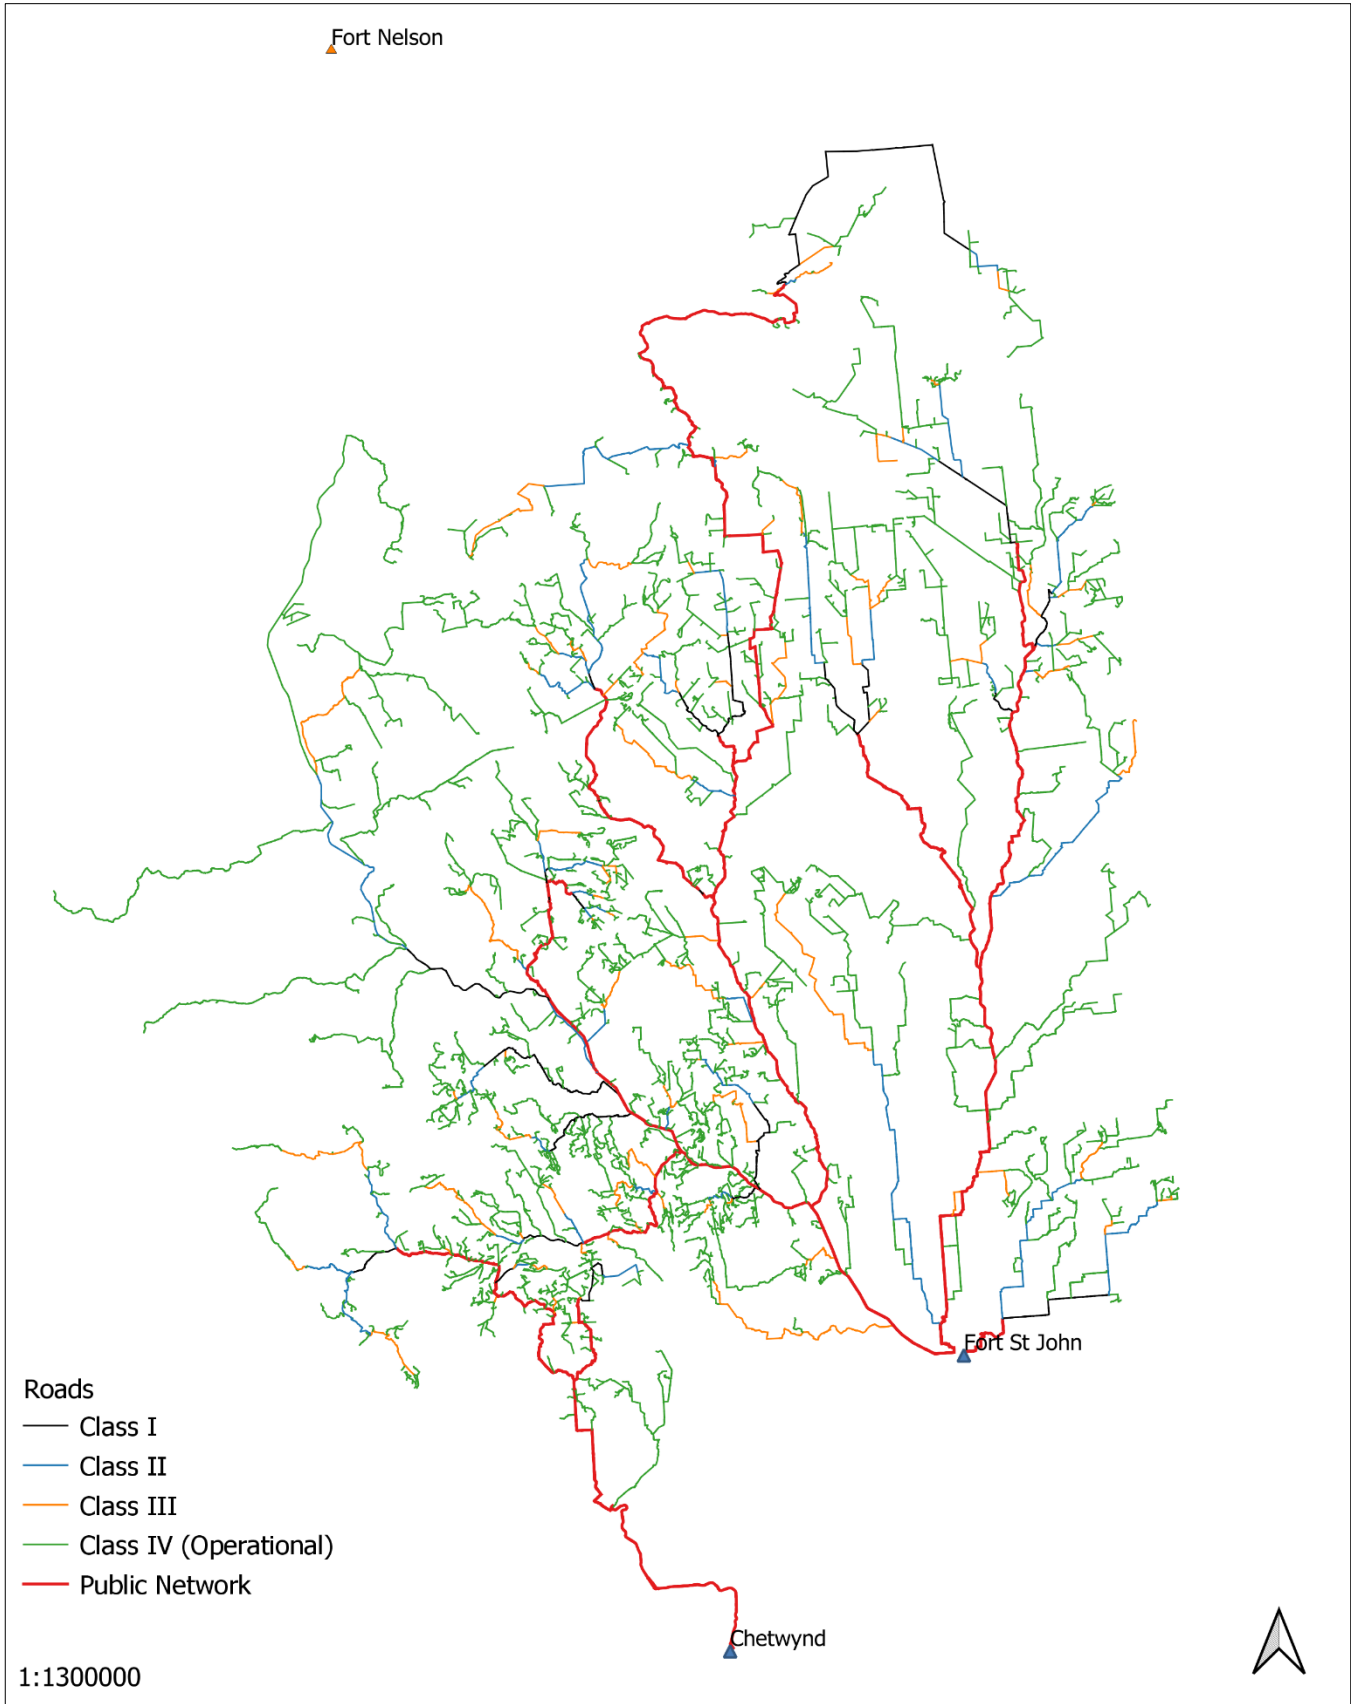 Fort Nelson
Fort St John
Roads
Class I
Class II
Class III
Class IV (Operational)
Public Network
Chetwynd
1:1300000